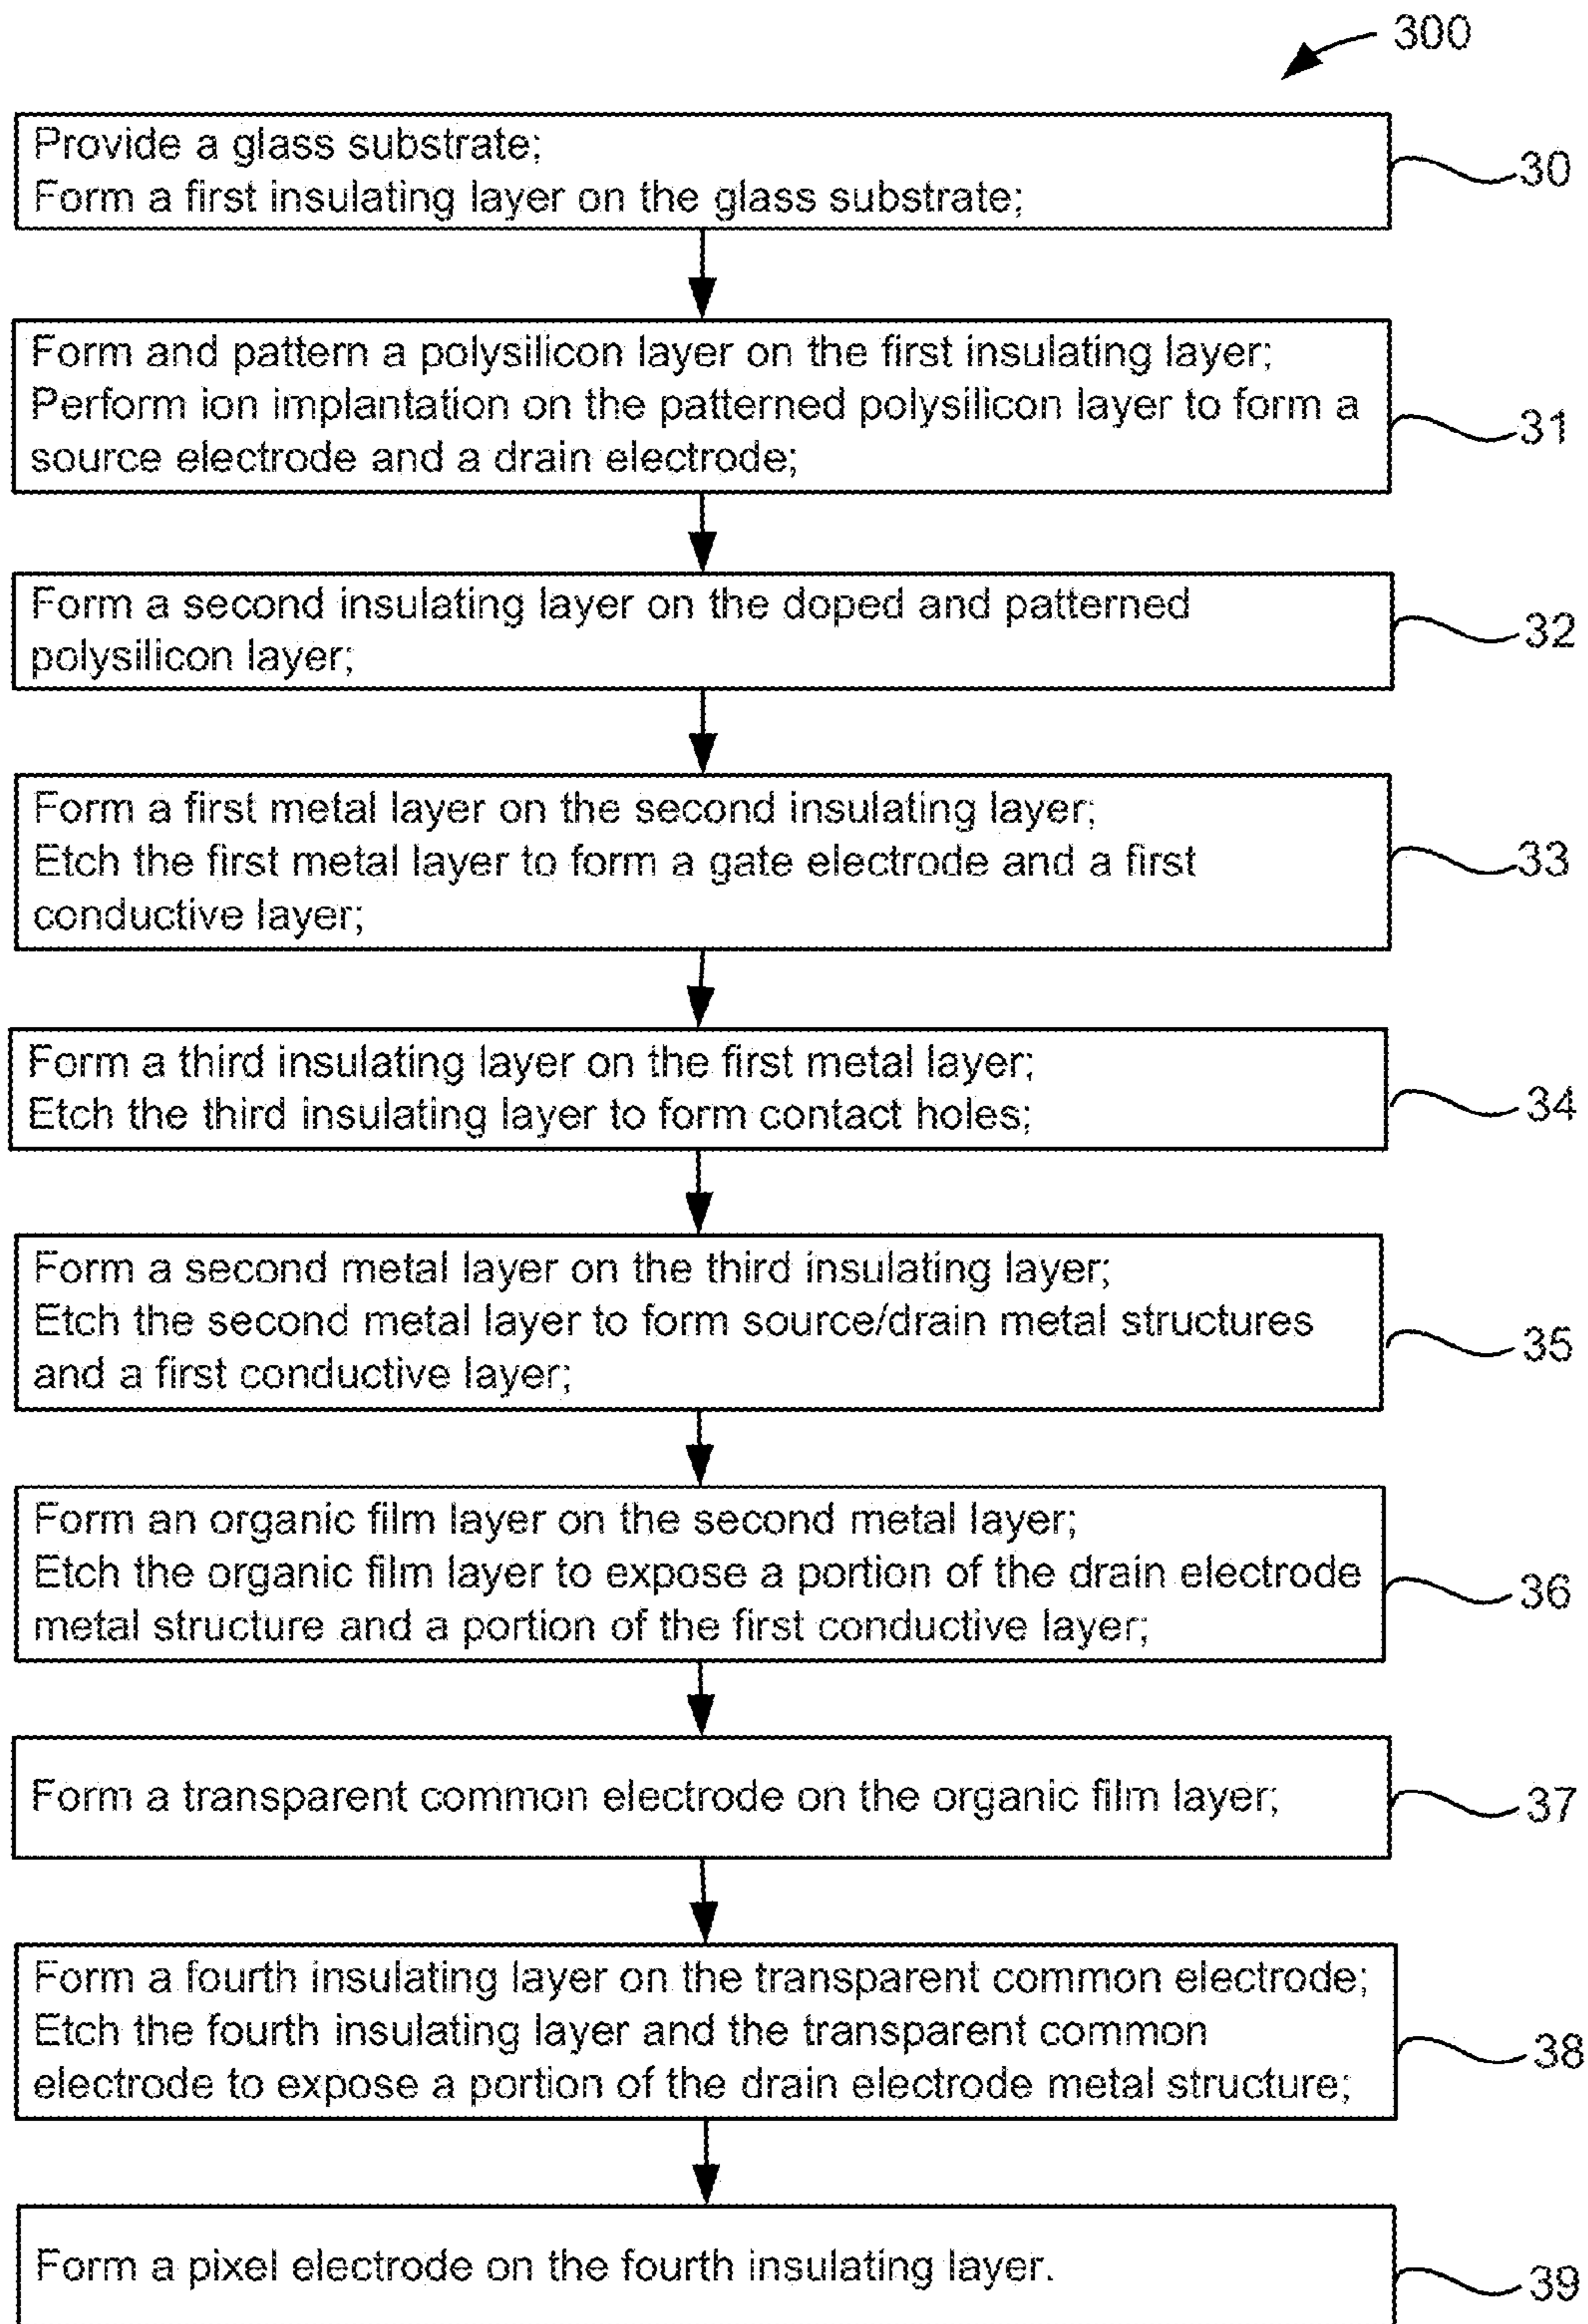 300
Provide a glass substrate;
Form a first insulating layer on the glass substrate;
30
Form and pattern a polysilicon layer on the first insulating layer;
Perform ion implantation on the patterned polysilicon layer to form a
source electrode and a drain electrode;
31
Form a second insulating layer on the doped and patterned
polysilicon layer;
32
Form a first metal layer on the second insulating layer;
Etch the first metal layer to form a gate electrode and a first
conductive layer;
33
Form a third insulating layer on the first metal layer;
Etch the third insulating layer to form contact holes;
34
Form a second metal layer on the third insulating layer;
Etch the second metal layer to form source/drain metal structures
and a first conductive layer;
35
Form an organic film layer on the second metal layer;
Etch the organic film layer to expose a portion of the drain electrode
metal structure and a portion of the first conductive layer;
36
Form a transparent common electrode on the organic film layer;
37
Form a fourth insulating layer on the transparent common electrode;
Etch the fourth insulating layer and the transparent common
electrode to expose a portion of the drain electrode metal structure;
38
Form a pixel electrode on the fourth insulating layer.
39